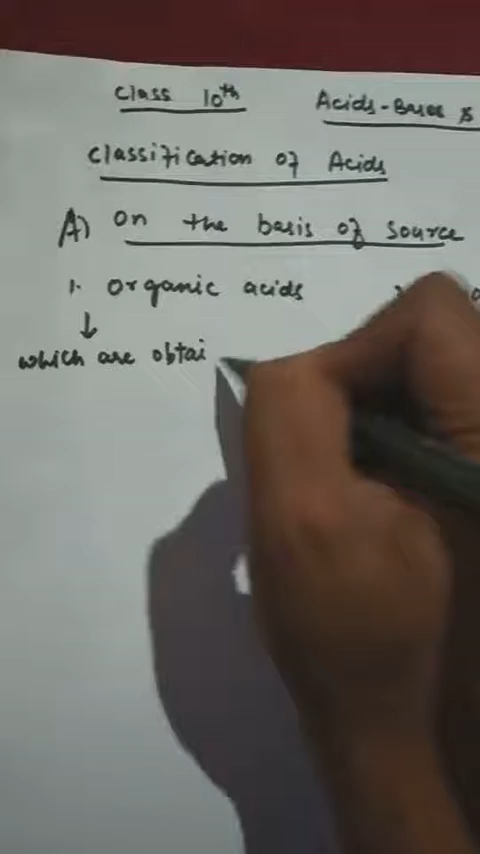 Class 10th
Acids-Bases &
Classification of Acids
A) On the basis of source
1. Organic acids
which are obtai